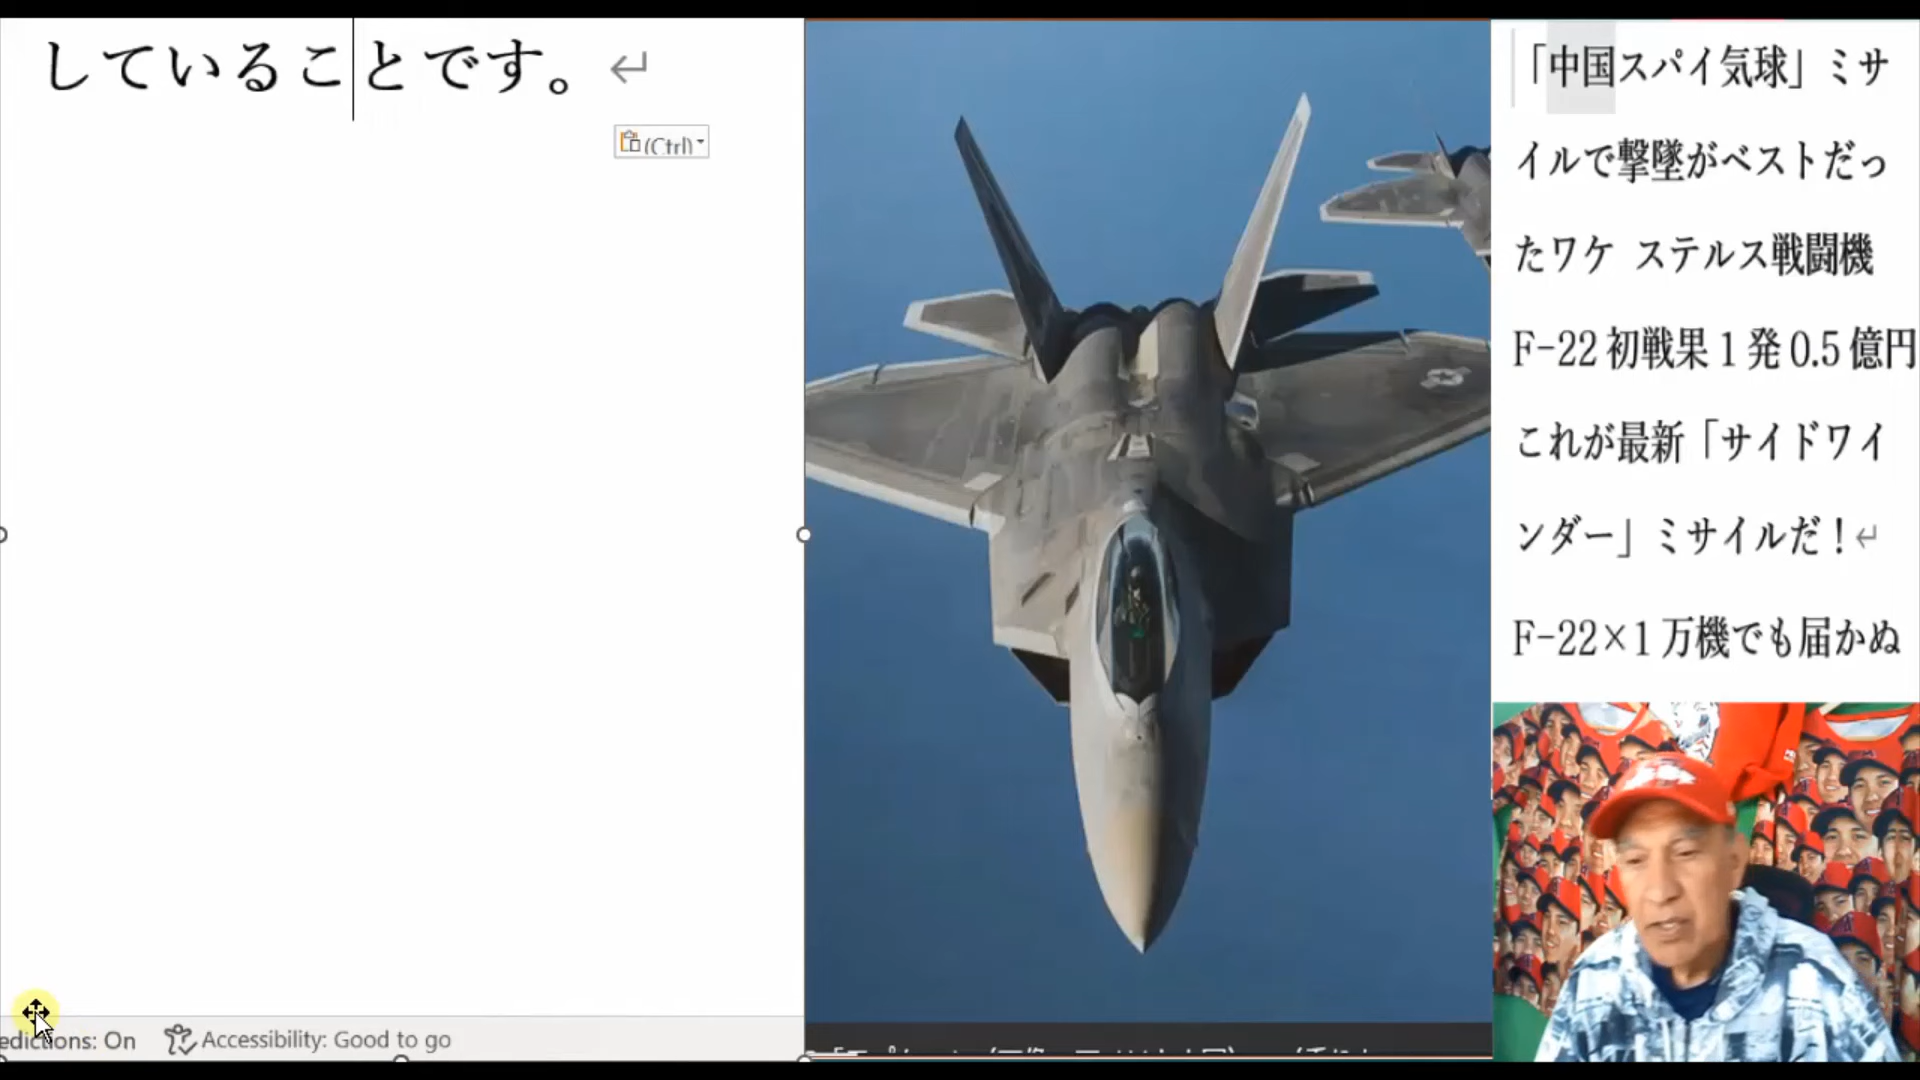 していることです。
(Ctrl)
「中国スパイ気球」ミサ
イルで撃墜がベストだっ
たワケ ステルス戦闘機
F-22初戦果1発0.5億円
これが最新「サイドワイ
ンダー」ミサイルだ！
F-22×1万機でも届かぬ
edictions: On
Accessibility: Good to go